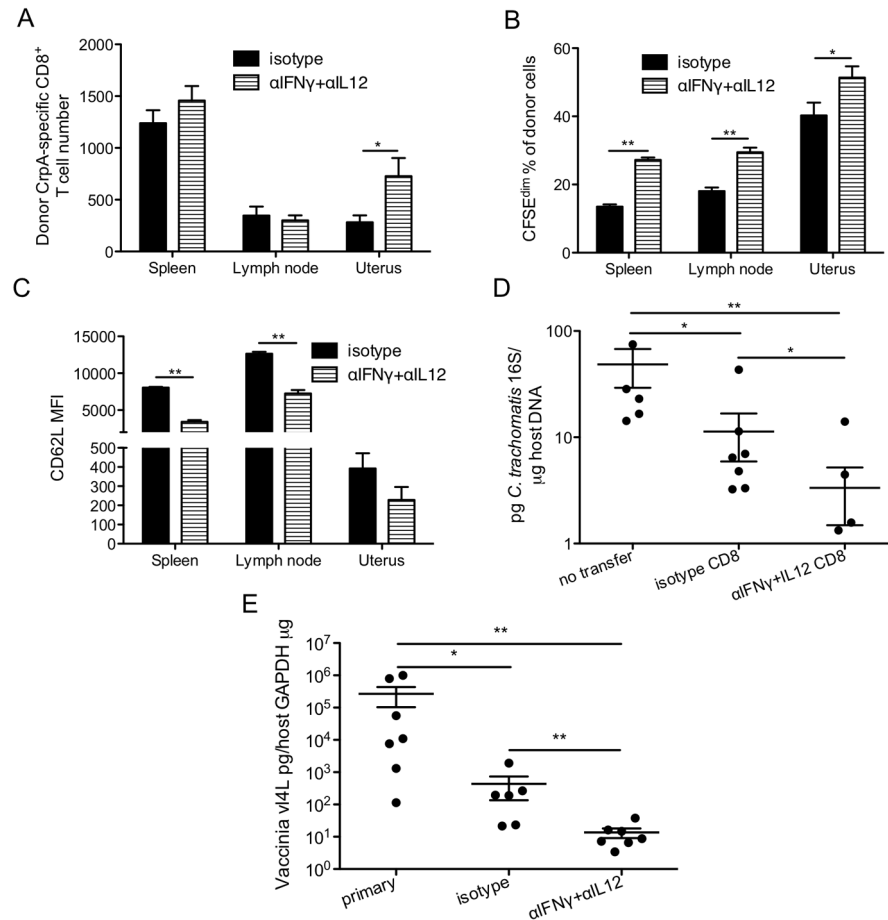 A
Donor CrpA-specific CD8⁺
T cell number
2000
1500
1000
500
0
isotype
αIFNγ+αIL12
*
Spleen
Lymph node
Uterus
B
CFSEᵈⁱᵐ % of donor cells
60
40
20
0
isotype
αIFNγ+αIL12
**
**
*
Spleen
Lymph node
Uterus
C
CD62L MFI
15000
10000
5000
500
400
300
200
100
0
isotype
αIFNγ+αIL12
**
**
Spleen
Lymph node
Uterus
D
pg C. trachomatis 16S/
μg host DNA
100
10
1
**
*
*
no transfer
isotype CD8
αIFNγ+IL12 CD8
E
Vaccinia vI4L pg/host GAPDH μg
10⁷
10⁶
10⁵
10⁴
10³
10²
10¹
10⁰
**
*
**
primary
isotype
αIFNγ+αIL12